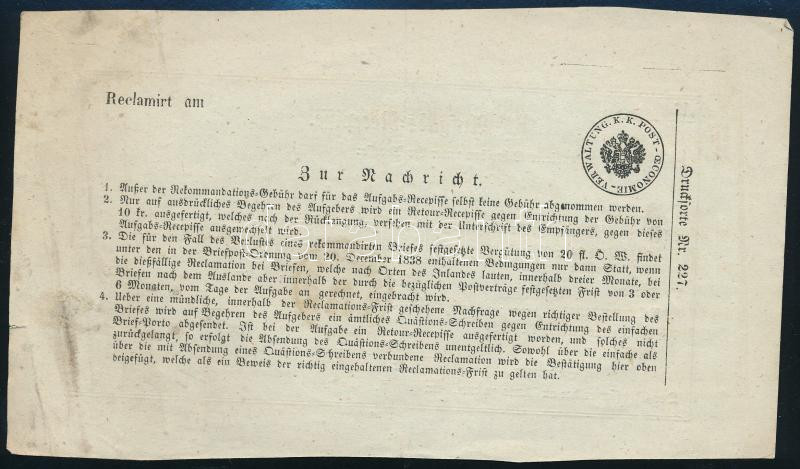 Reclamirt am
VERWALTUNG. K. K. POST-ŒCONOMIE-
Zur Nachricht.
1. Außer der Rekommandations-Gebühr darf für das Aufgabs-Recepisse selbst keine Gebühr abgenommen werden.
2. Nur auf ausdrückliches Begehren des Aufgebers wird ein Retour-Recepisse gegen Entrichtung der Gebühr von
10 kr. ausgefertigt, welches nach der Rücklangung, versehen mit der Unterschrift des Empfängers, gegen dieses
Aufgabs-Recepisse ausgewechselt wird.
3. Die für den Fall des Verlustes eines rekommandirten Briefes festgesetzte Vergütung von 20 fl. Ö. W. findet
unter den in der Briefpost-Ordnung vom 20. December 1838 enthaltenen Bedingungen nur dann Statt, wenn
die dießfällige Reclamation bei Briefen, welche nach Orten des Inlandes lauten, innerhalb dreier Monate, bei
Briefen nach dem Auslande aber innerhalb der durch die bezüglichen Postverträge festgesetzten Frist von 3 oder
6 Monaten, vom Tage der Aufgabe an gerechnet, eingebracht wird.
4. Ueber eine mündliche, innerhalb der Reclamations-Frist geschehene Nachfrage wegen richtiger Bestellung des
Briefes wird auf Begehren des Aufgebers ein ämtliches Quästions-Schreiben gegen Entrichtung des einfachen
Brief-Porto abgesendet. Ist bei der Aufgabe ein Retour-Recepisse ausgefertigt worden, und solches nicht
zurückgelangt, so erfolgt die Absendung des Quästions-Schreibens unentgeltlich. Sowohl über die einfache als
über die mit Absendung eines Quästions-Schreibens verbundene Reclamation wird die Bestätigung hier oben
beigefügt, welche als ein Beweis der richtig eingehaltenen Reclamations-Frist zu gelten hat.
Drucksorte Nr. 297.